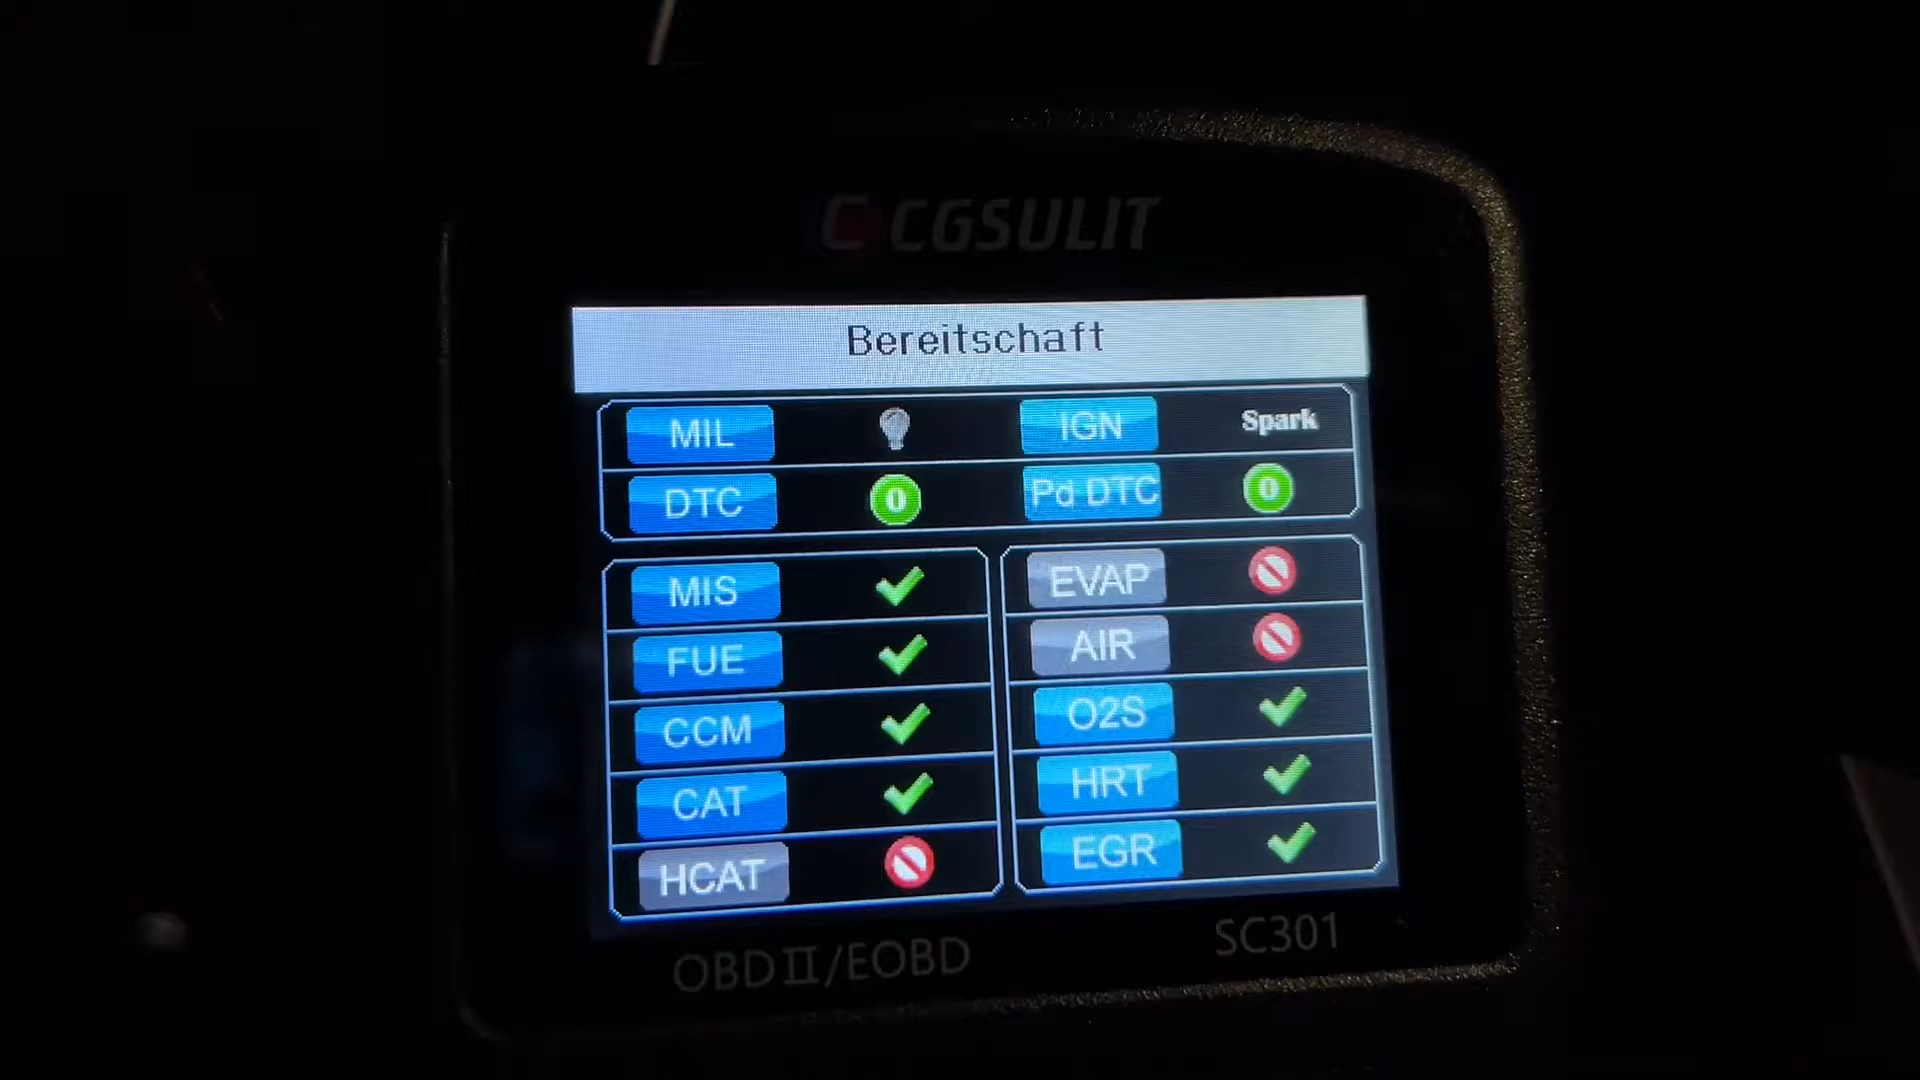 CGSULIT
Bereitschaft
MIL IGN Spark
DTC 0 Pd DTC 0
MIS EVAP
FUE AIR
CCM O2S
CAT HRT
HCAT EGR
OBDII/EOBD SC301